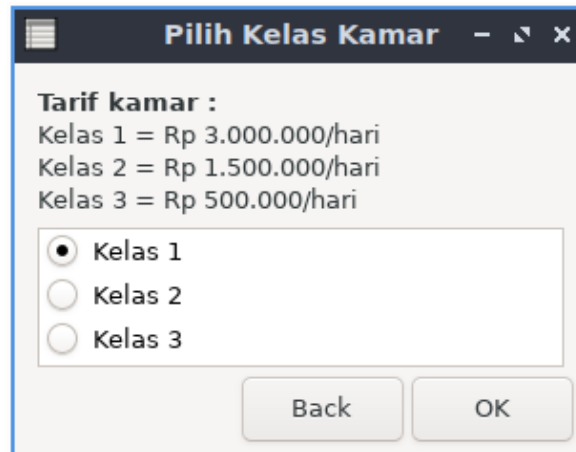 Pilih Kelas Kamar
Tarif kamar :
Kelas 1 = Rp 3.000.000/hari
Kelas 2 = Rp 1.500.000/hari
Kelas 3 = Rp 500.000/hari
Kelas 1
Kelas 2
Kelas 3
Back OK